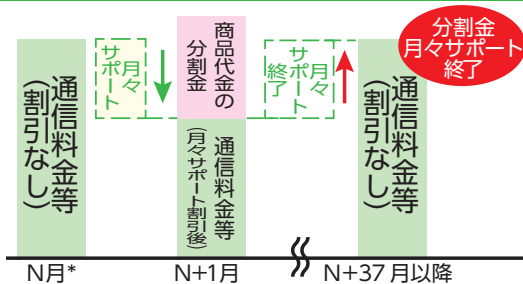 通信料金等
（割引なし）
月々
サポート
商品代金の
分割金
通信料金等
（月々サポート割引後）
月々
サポート
終了
通信料金等
（割引なし）
分割金
月々サポート
終了
N月*
N+1月
N+37月以降